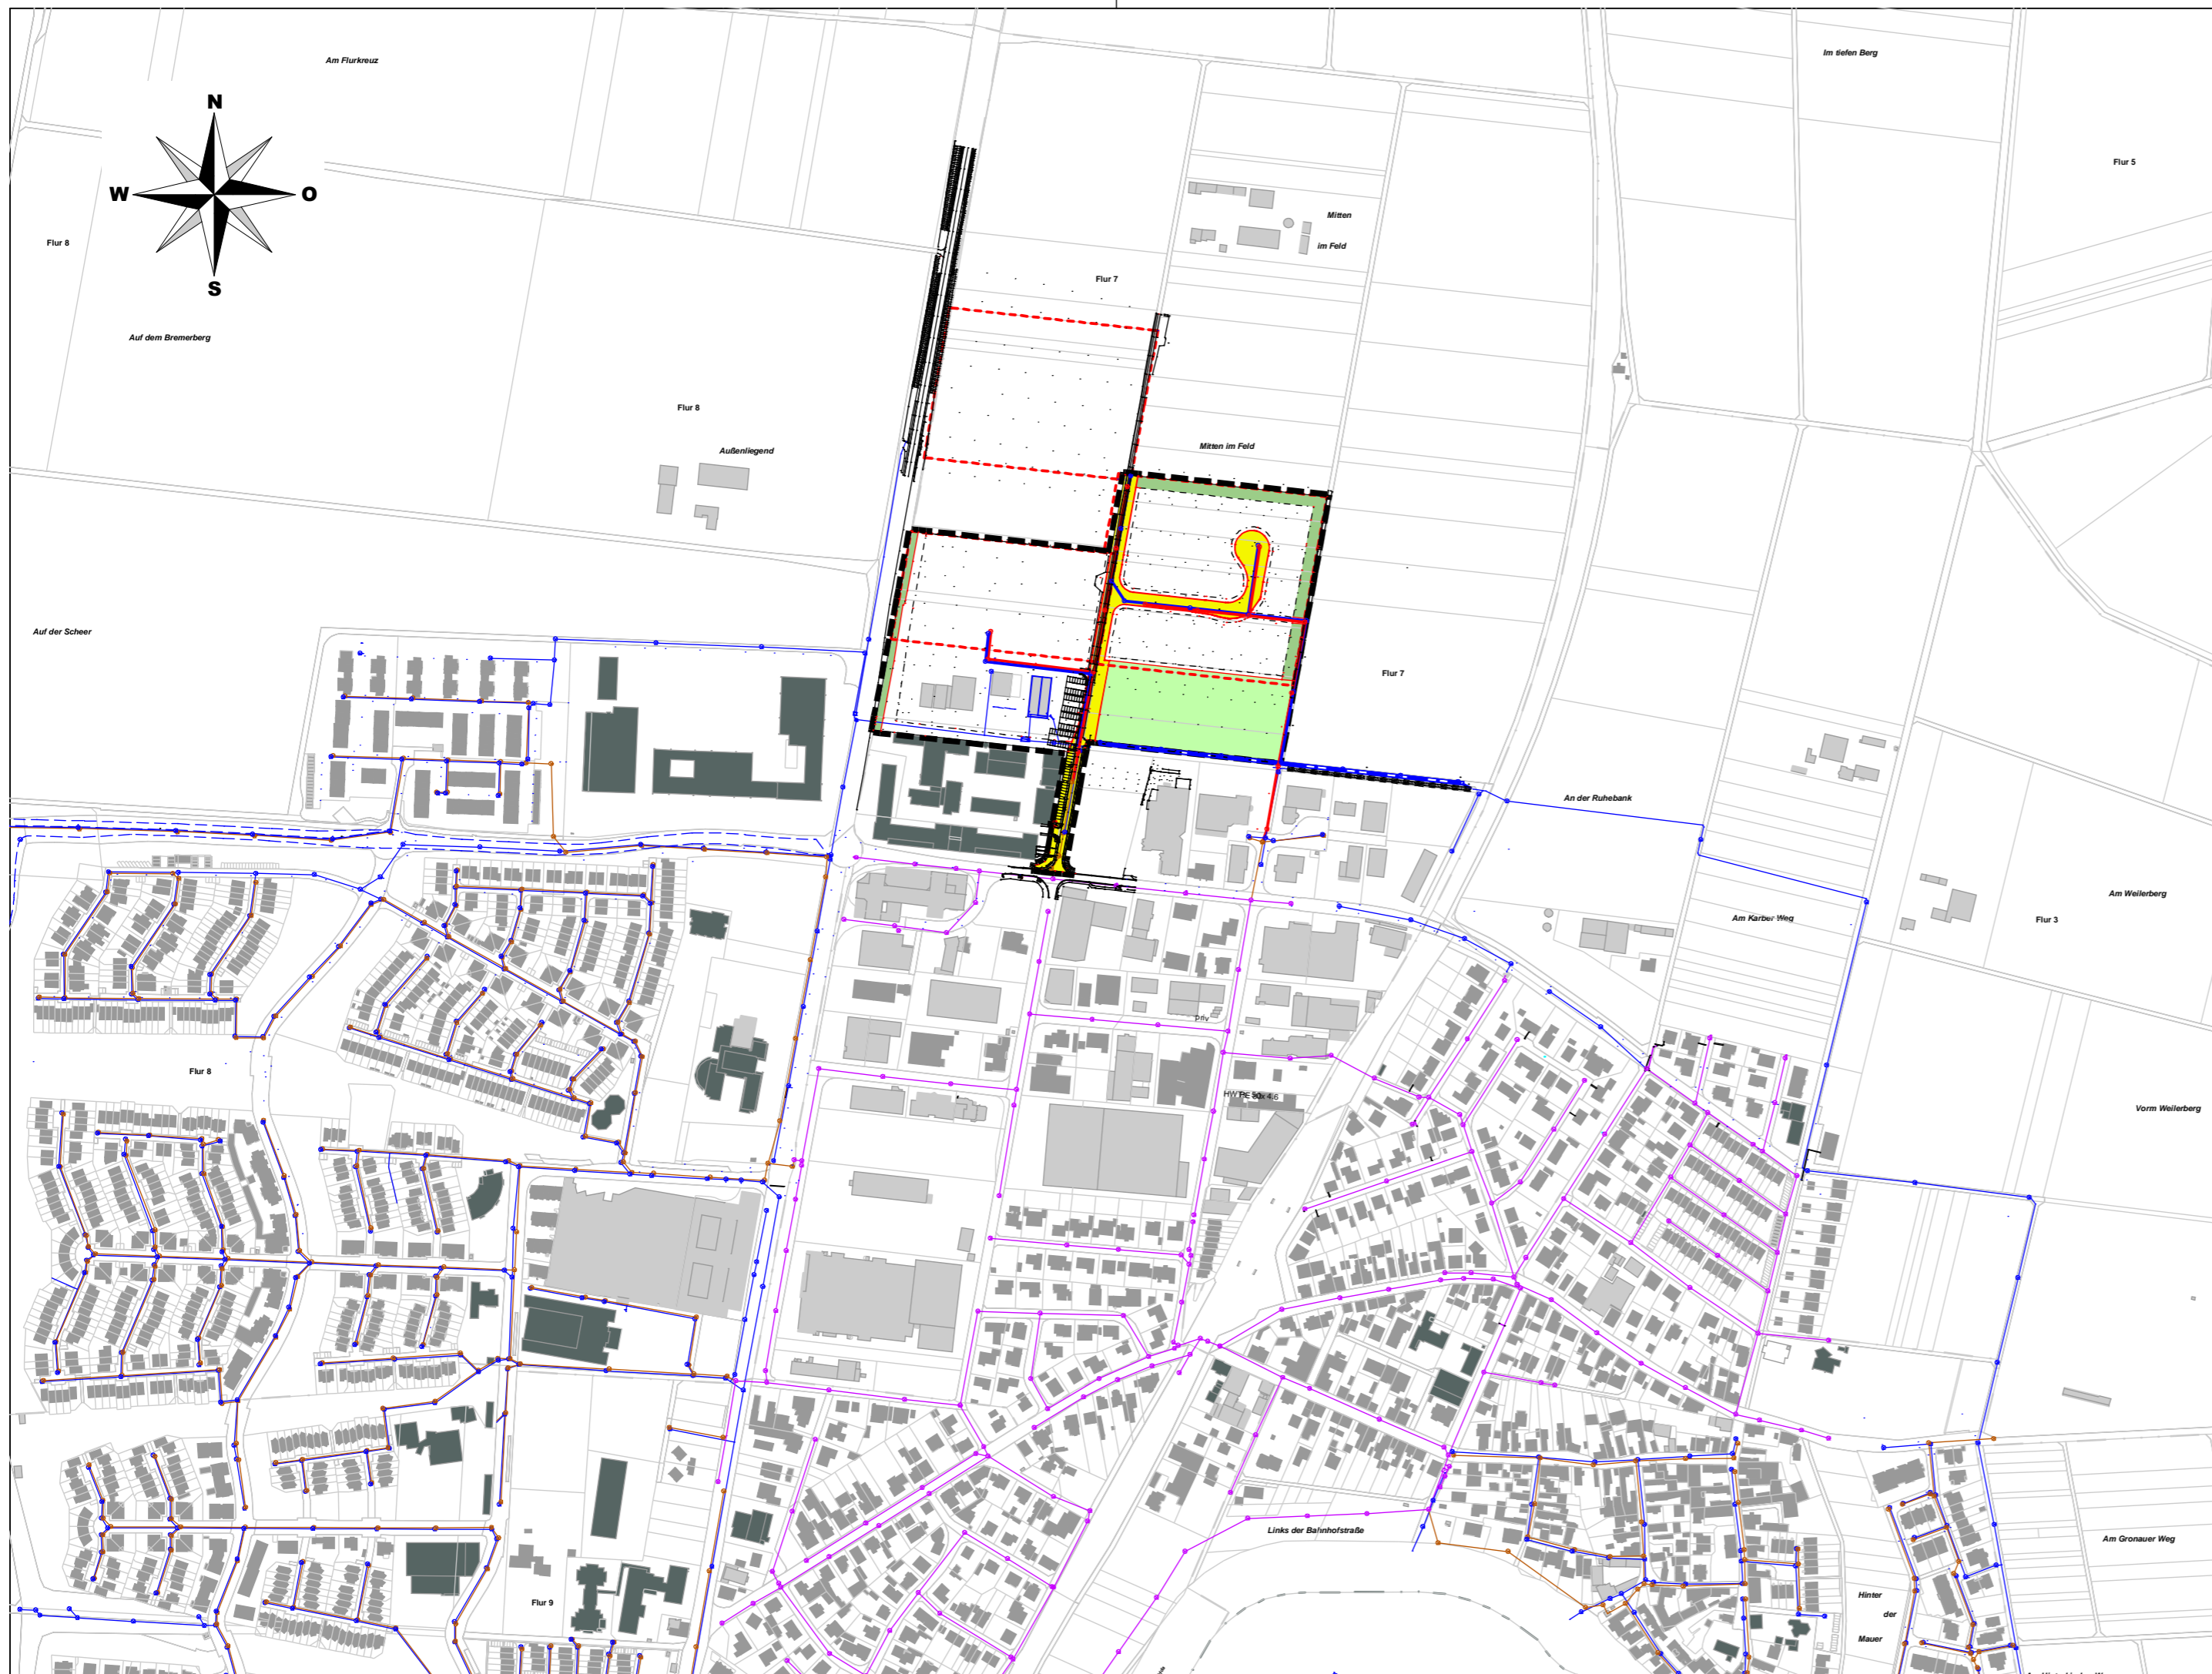 Am Flurkreuz
Im tiefen Berg
N
W
O
S
Flur 5
Mitten
im Feld
Flur 8
Flur 7
Auf dem Bremerberg
Flur 8
Außenliegend
Mitten im Feld
Auf der Scheer
Flur 7
An der Ruhebank
Am Weilerberg
Am Karber Weg
Flur 3
Priv
Flur 8
Vorm Weilerberg
Links der Bahnhofstraße
Am Gronauer Weg
Hinter
der
Mauer
Flur 9